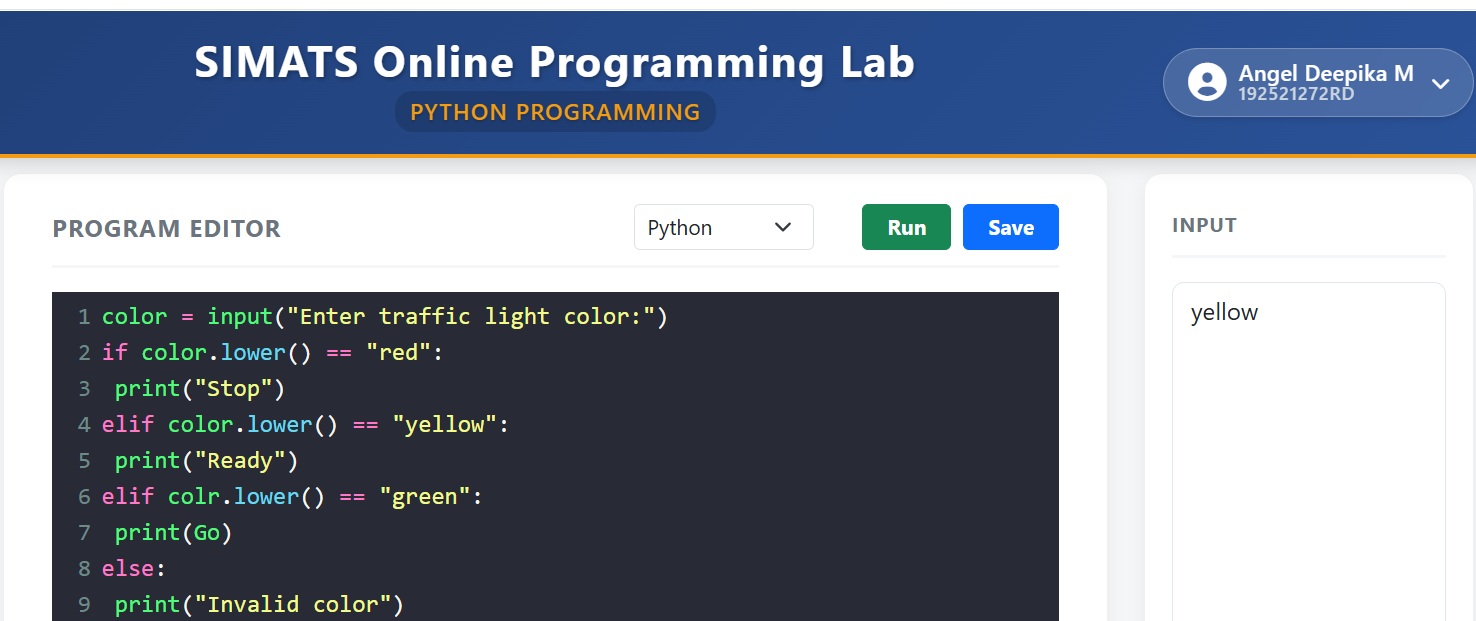 SIMATS Online Programming Lab
PYTHON PROGRAMMING
Angel Deepika M
192521272RD
PROGRAM EDITOR
Python
Run
Save
1 color = input("Enter traffic light color:")
2 if color.lower() == "red":
3  print("Stop")
4 elif color.lower() == "yellow":
5  print("Ready")
6 elif colr.lower() == "green":
7  print(Go)
8 else:
9  print("Invalid color")
INPUT
yellow